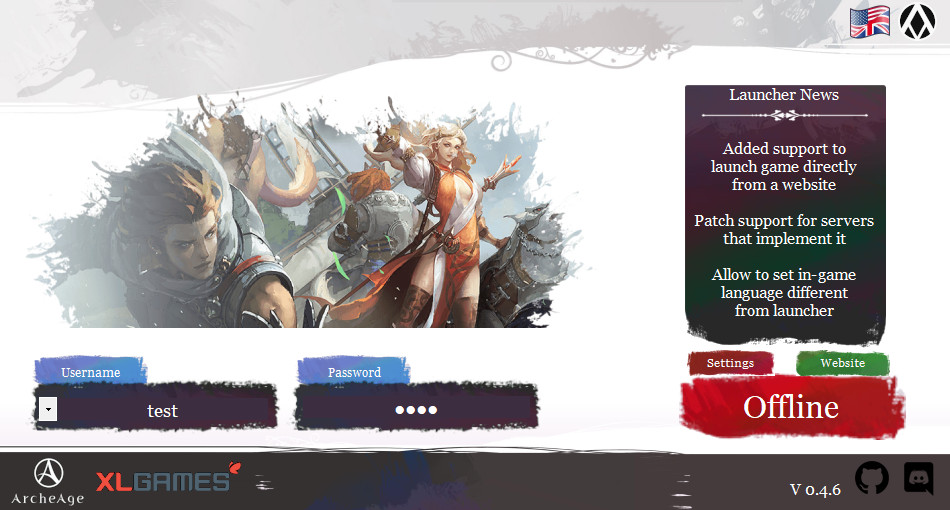 Launcher News
Added support to
launch game directly
from a website
Patch support for servers
that implement it
Allow to set in-game
language different
from launcher
Username
Password
Settings
Website
test
●●●●
Offline
ArcheAge
XLGAMES
V 0.4.6